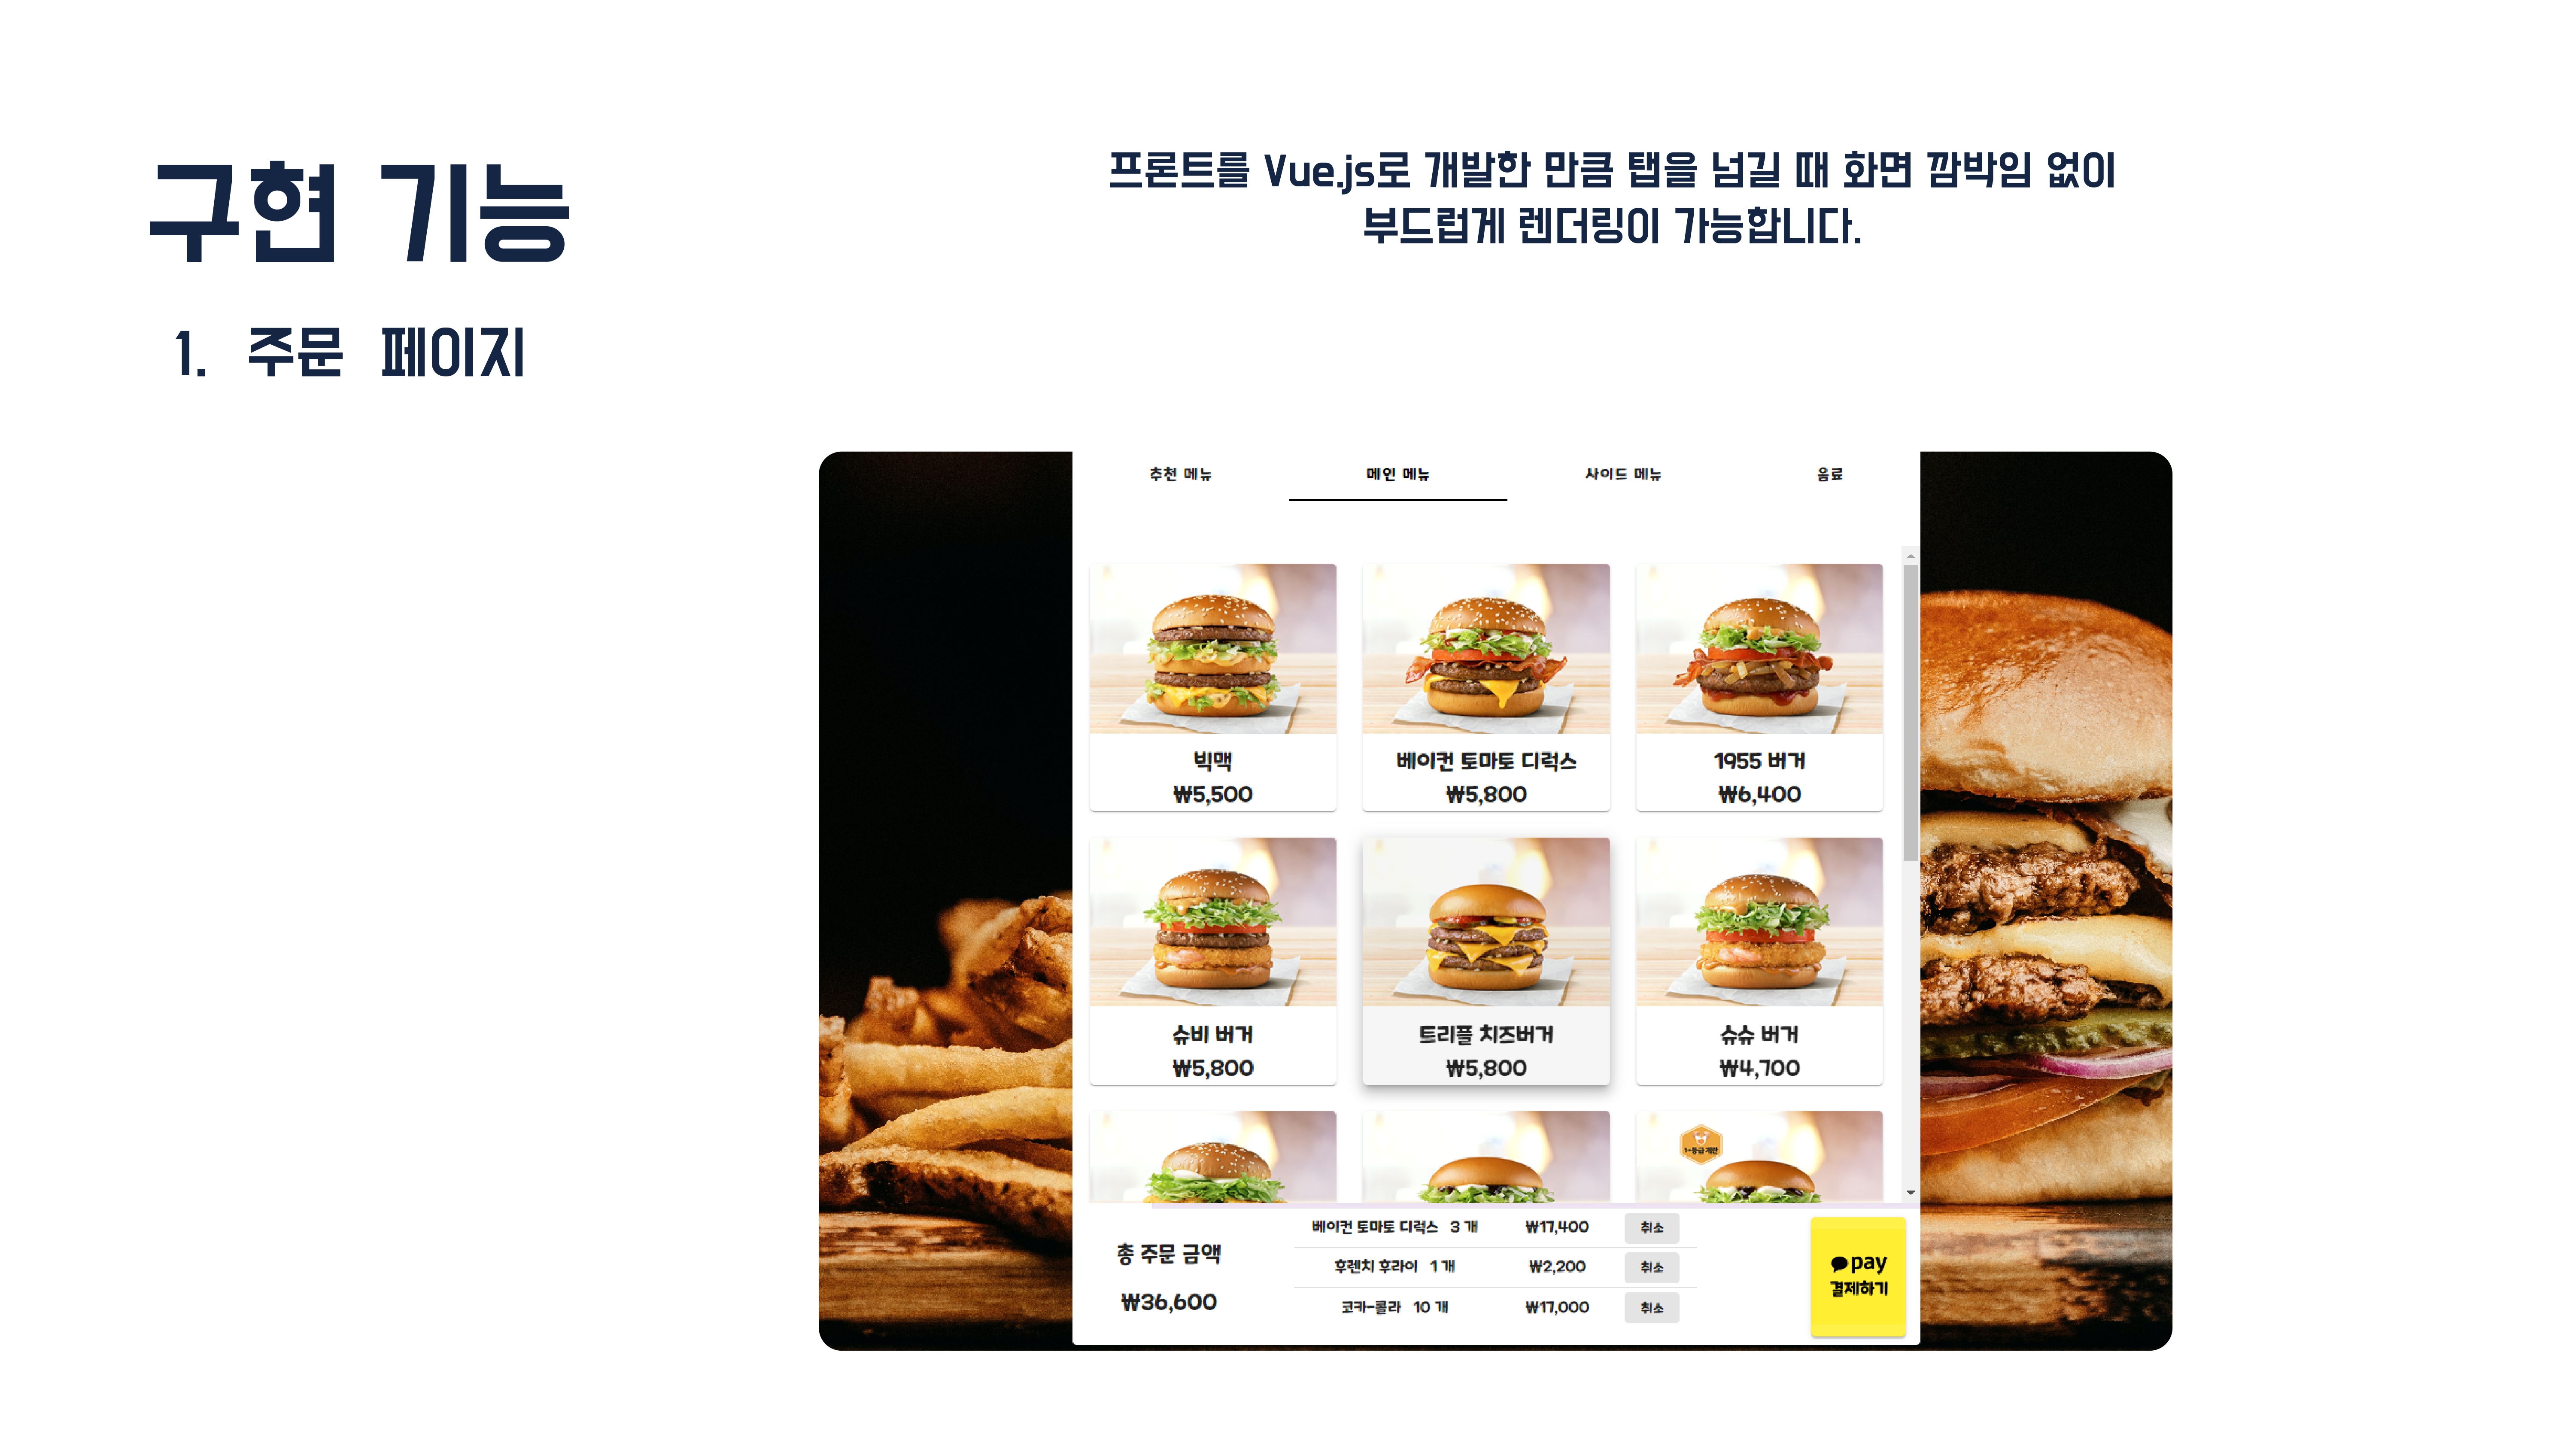 구현 기능
1. 주문 페이지
프론트를 Vue.js로 개발한 만큼 탭을 넘길 때 화면 깜박임 없이
부드럽게 렌더링이 가능합니다.
추천 메뉴 메인 메뉴 사이드 메뉴 음료
빅맥 베이컨 토마토 디럭스 1955 버거
₩5,500 ₩5,800 ₩6,400
슈비 버거 트리플 치즈버거 슈슈 버거
₩5,800 ₩5,800 ₩4,700
1+등급 계란
총 주문 금액
₩36,600
베이컨 토마토 디럭스 3 개 ₩17,400 취소
후렌치 후라이 1 개 ₩2,200 취소
코카-콜라 10 개 ₩17,000 취소
pay
결제하기